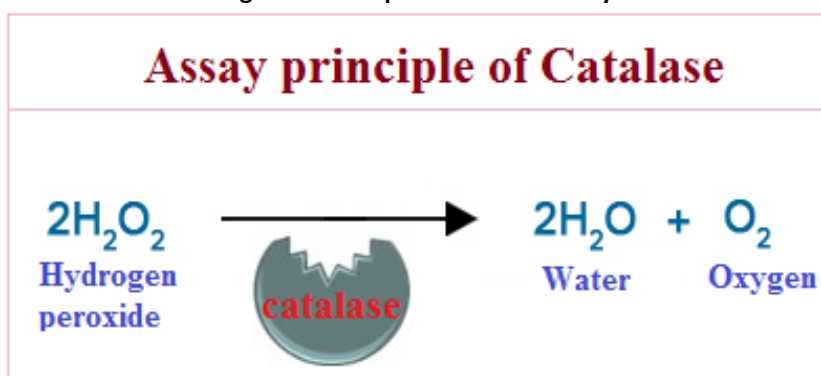 Assay principle of Catalase
2H₂O₂ 2H₂O + O₂
Hydrogen peroxide
catalase
Water
Oxygen